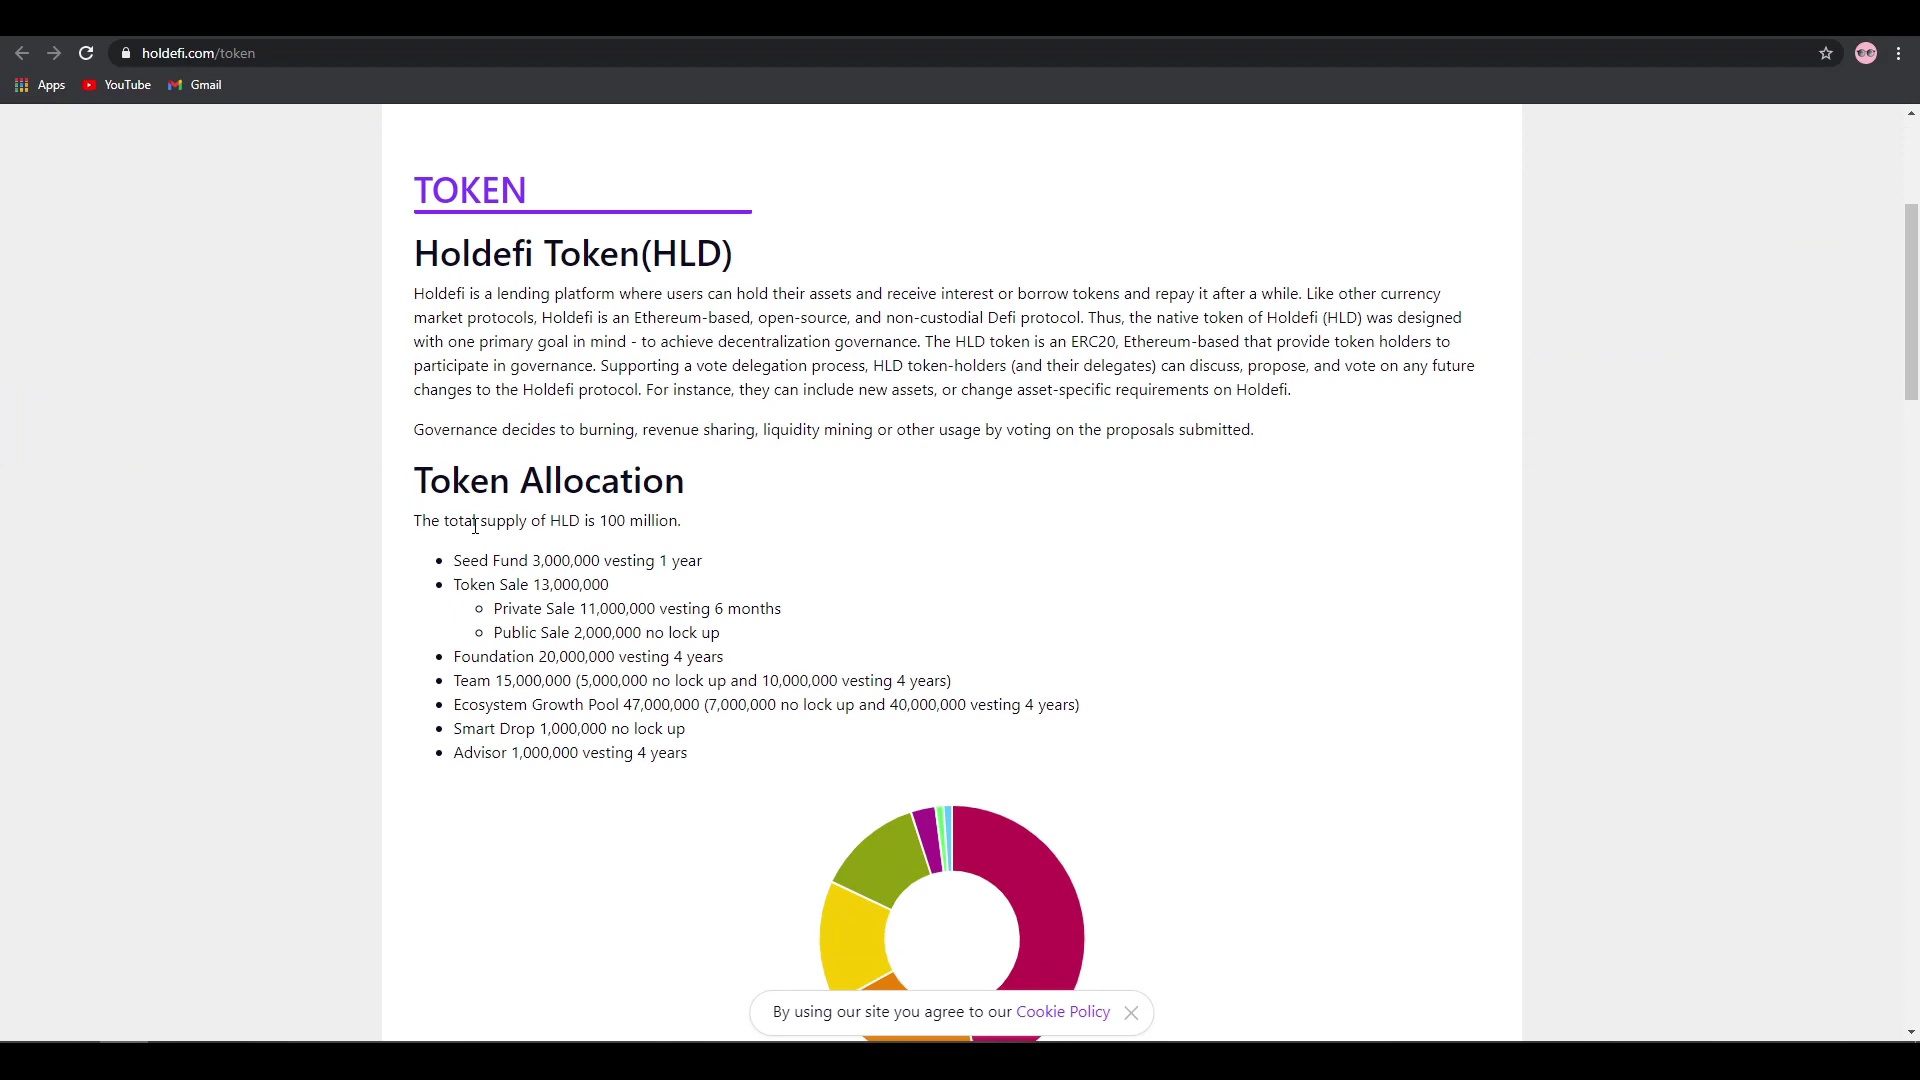 holdefi.com/token
Apps YouTube Gmail
TOKEN
Holdefi Token(HLD)
Holdefi is a lending platform where users can hold their assets and receive interest or borrow tokens and repay it after a while. Like other currency
market protocols, Holdefi is an Ethereum-based, open-source, and non-custodial Defi protocol. Thus, the native token of Holdefi (HLD) was designed
with one primary goal in mind - to achieve decentralization governance. The HLD token is an ERC20, Ethereum-based that provide token holders to
participate in governance. Supporting a vote delegation process, HLD token-holders (and their delegates) can discuss, propose, and vote on any future
changes to the Holdefi protocol. For instance, they can include new assets, or change asset-specific requirements on Holdefi.
Governance decides to burning, revenue sharing, liquidity mining or other usage by voting on the proposals submitted.
Token Allocation
The total supply of HLD is 100 million.
Seed Fund 3,000,000 vesting 1 year
Token Sale 13,000,000
Private Sale 11,000,000 vesting 6 months
Public Sale 2,000,000 no lock up
Foundation 20,000,000 vesting 4 years
Team 15,000,000 (5,000,000 no lock up and 10,000,000 vesting 4 years)
Ecosystem Growth Pool 47,000,000 (7,000,000 no lock up and 40,000,000 vesting 4 years)
Smart Drop 1,000,000 no lock up
Advisor 1,000,000 vesting 4 years
By using our site you agree to our Cookie Policy